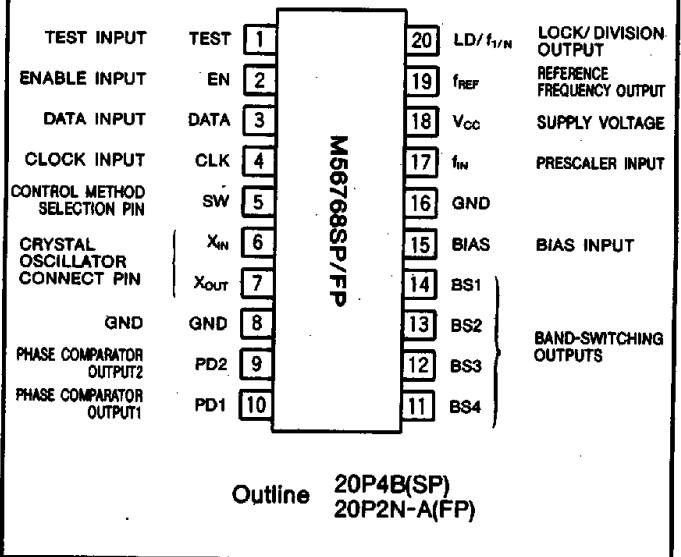 TEST INPUT TEST 1 20 LD/f1/N LOCK/DIVISION OUTPUT
ENABLE INPUT EN 2 19 fREF REFERENCE FREQUENCY OUTPUT
DATA INPUT DATA 3 18 VCC SUPPLY VOLTAGE
CLOCK INPUT CLK 4 17 fIN PRESCALER INPUT
CONTROL METHOD SELECTION PIN SW 5 16 GND
CRYSTAL OSCILLATOR CONNECT PIN XIN 6 15 BIAS BIAS INPUT
XOUT 7 14 BS1
GND GND 8 13 BS2 BAND-SWITCHING OUTPUTS
PHASE COMPARATOR OUTPUT2 PD2 9 12 BS3
PHASE COMPARATOR OUTPUT1 PD1 10 11 BS4
M56768SP/FP
Outline 20P4B(SP)
20P2N-A(FP)